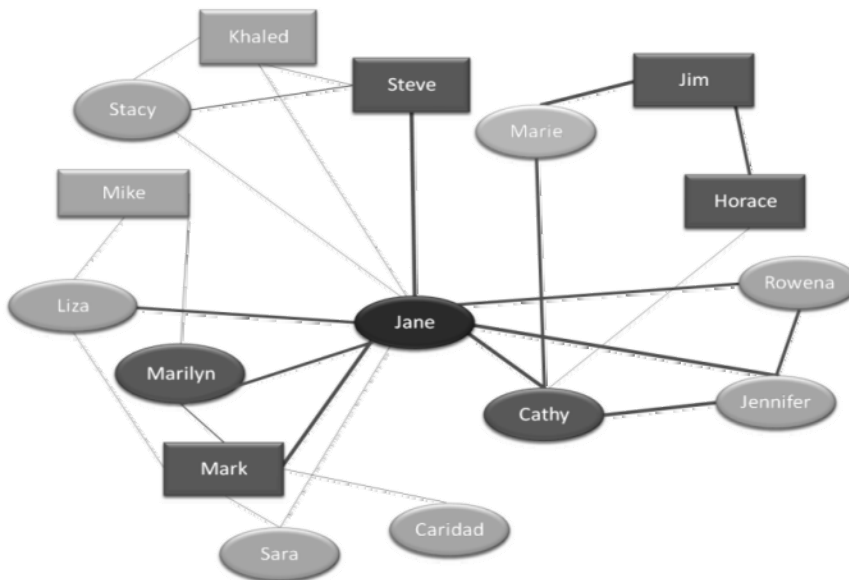 Khaled
Steve
Jim
Stacy
Marie
Mike
Horace
Liza
Rowena
Jane
Marilyn
Cathy
Jennifer
Mark
Caridad
Sara